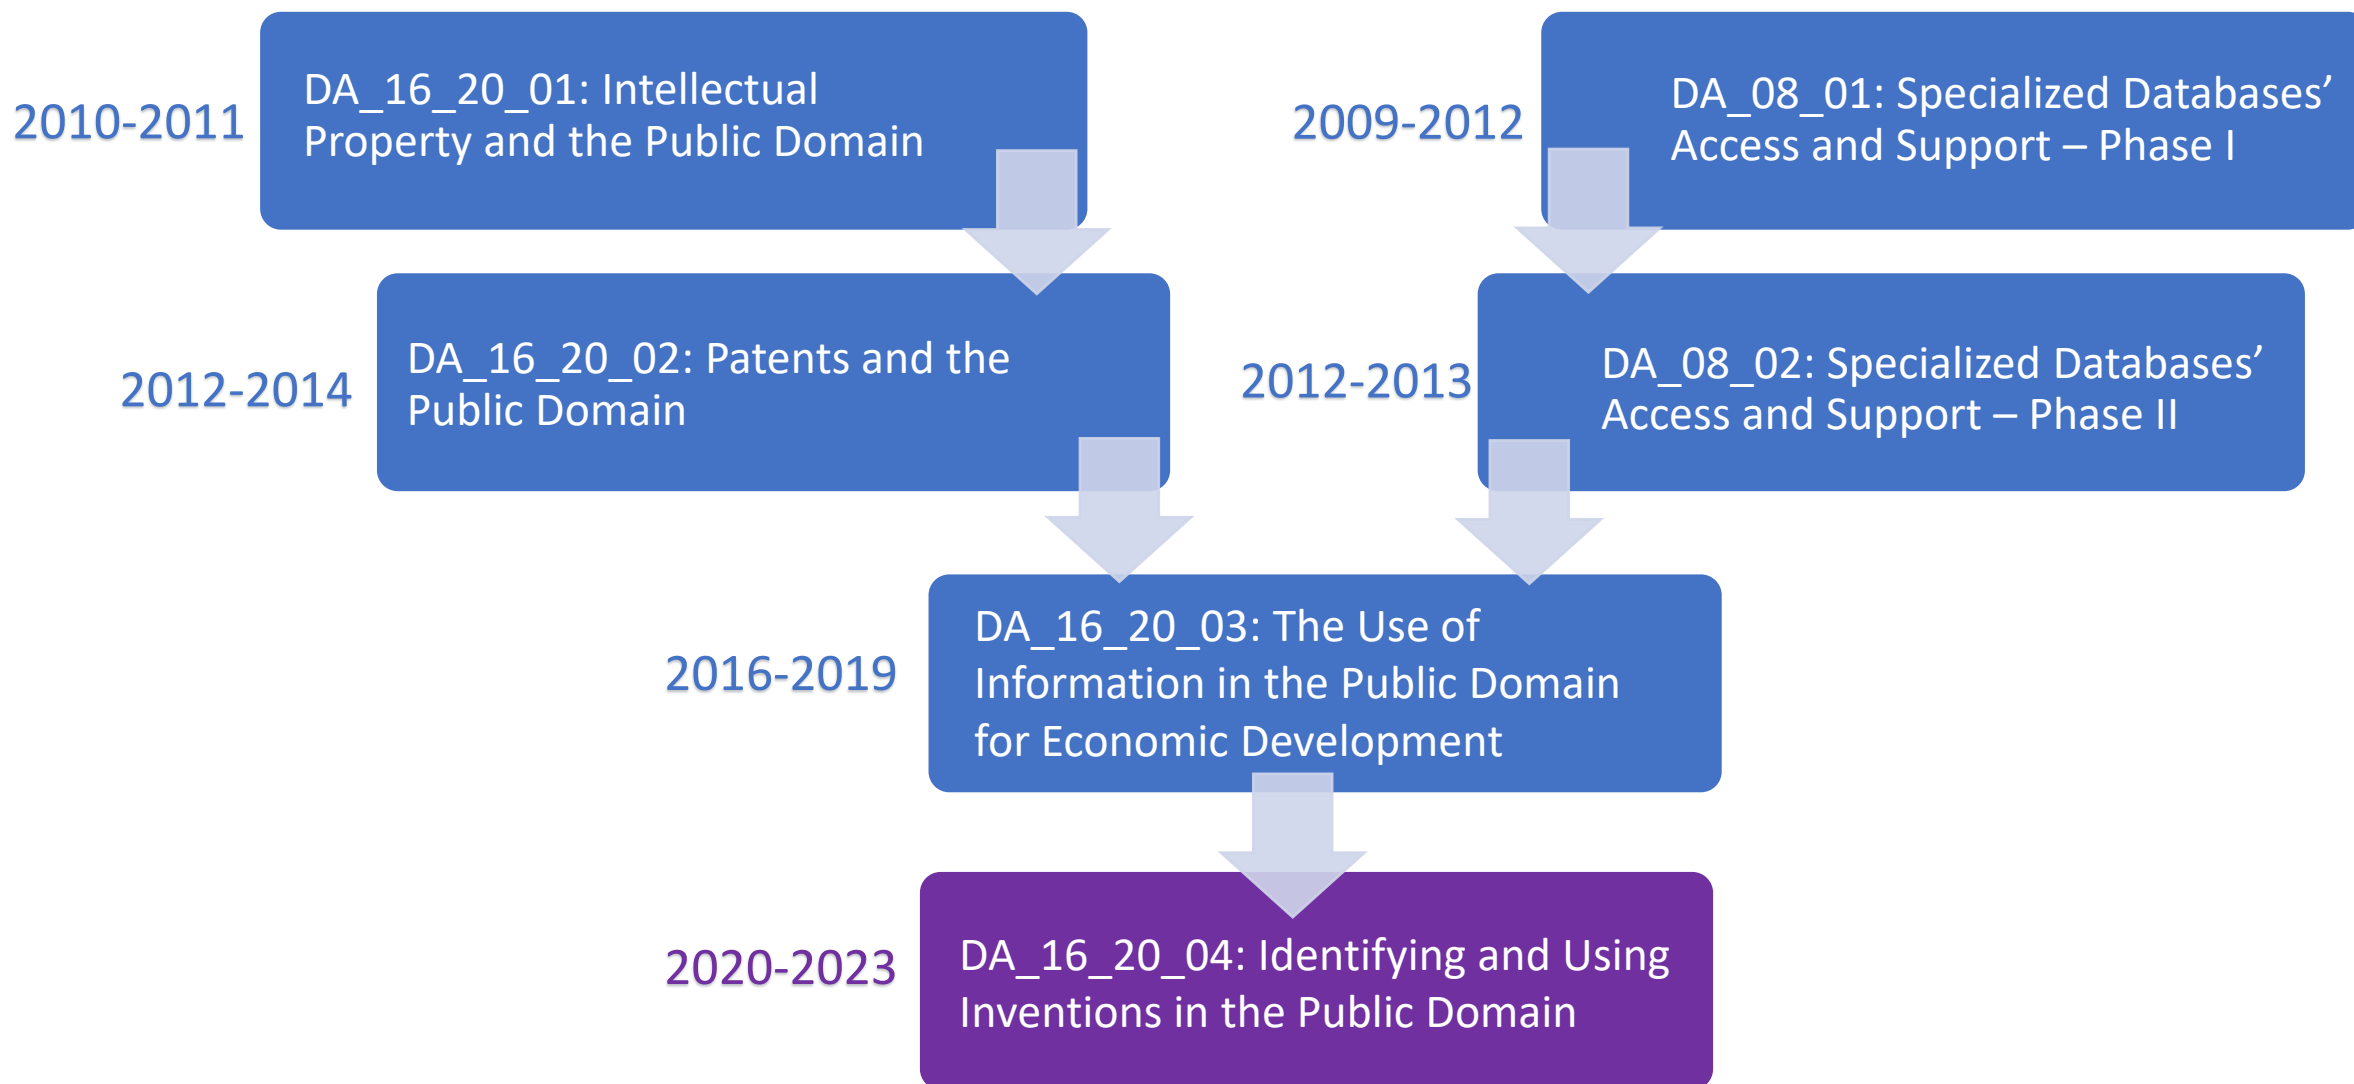 2010-2011
DA_16_20_01: Intellectual
Property and the Public Domain
2009-2012
DA_08_01: Specialized Databases’
Access and Support – Phase I
2012-2014
DA_16_20_02: Patents and the
Public Domain
2012-2013
DA_08_02: Specialized Databases’
Access and Support – Phase II
2016-2019
DA_16_20_03: The Use of
Information in the Public Domain
for Economic Development
2020-2023
DA_16_20_04: Identifying and Using
Inventions in the Public Domain